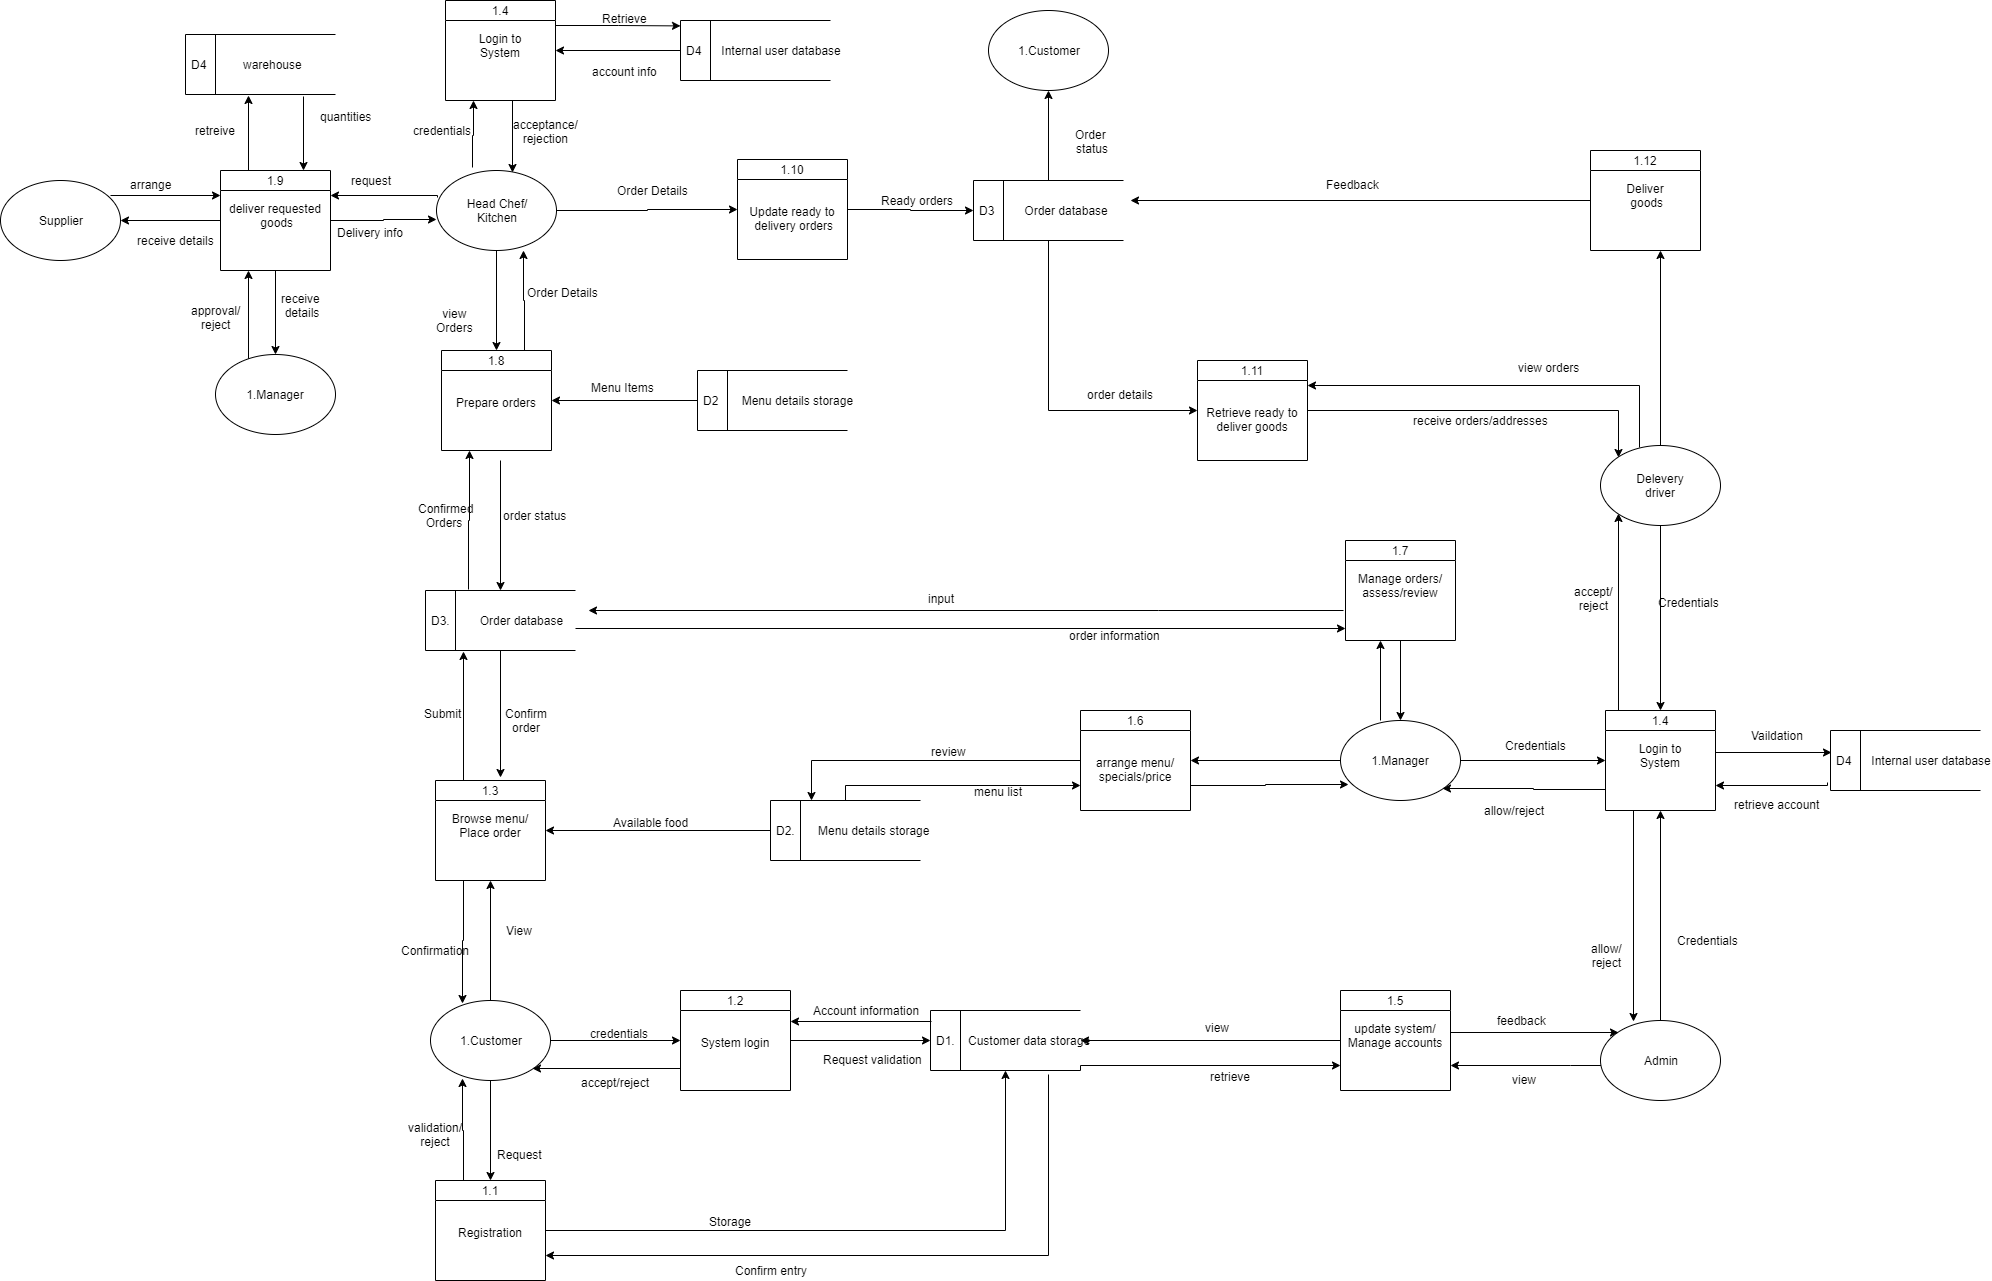 1.4
Login to
System
Retrieve
account info
D4
Internal user database
1.Customer
D4
warehouse
retreive
quantities
credentials
acceptance/
rejection
Order
status
Supplier
arrange
receive details
1.9
deliver requested
goods
request
Delivery info
Head Chef/
Kitchen
Order Details
1.10
Update ready to
delivery orders
Ready orders
D3
Order database
Feedback
1.12
Deliver
goods
approval/
reject
receive
details
1.Manager
view
Orders
Order Details
1.8
Prepare orders
Menu Items
D2
Menu details storage
order details
1.11
Retrieve ready to
deliver goods
view orders
receive orders/addresses
Delevery
driver
Confirmed
Orders
order status
D3.
Order database
input
order information
1.7
Manage orders/
assess/review
accept/
reject
Credentials
Submit
Confirm
order
1.3
Browse menu/
Place order
Available food
review
menu list
D2.
Menu details storage
1.6
arrange menu/
specials/price
1.Manager
Credentials
allow/reject
1.4
Login to
System
Vaildation
retrieve account
D4
Internal user database
Confirmation
View
allow/
reject
Credentials
1.Customer
credentials
accept/reject
1.2
System login
Account information
Request validation
D1.
Customer data storage
view
retrieve
1.5
update system/
Manage accounts
feedback
view
Admin
validation/
reject
Request
1.1
Registration
Storage
Confirm entry